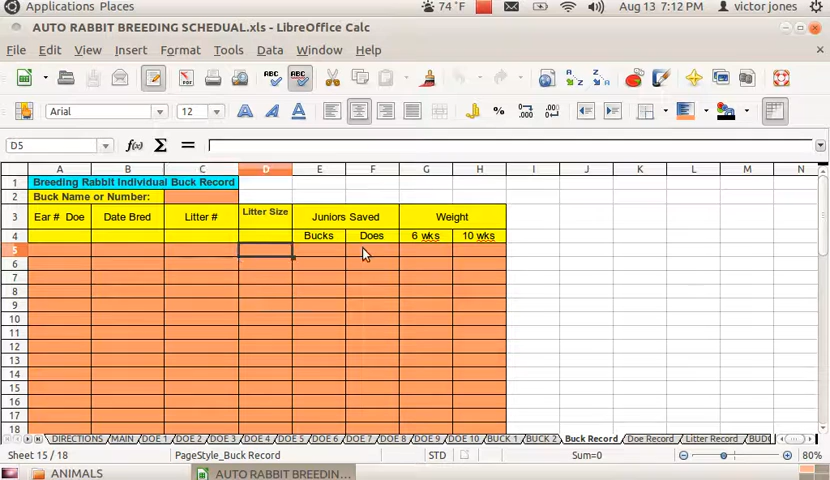 Applications Places 74 °F Aug 13 7:12 PM victor jones
AUTO RABBIT BREEDING SCHEDUAL.xls - LibreOffice Calc
File Edit View Insert Format Tools Data Window Help
Arial 12
D5
A B C D E F G H I J K L M N
1 Breeding Rabbit Individual Buck Record
2 Buck Name or Number:
3 Ear # Doe Date Bred Litter # Litter Size Juniors Saved Weight
4 Bucks Does 6 wks 10 wks
5
6
7
8
9
10
11
12
13
14
15
16
17
18
DIRECTIONS MAIN DOE 1 DOE 2 DOE 3 DOE 4 DOE 5 DOE 6 DOE 7 DOE 8 DOE 9 DOE 10 BUCK 1 BUCK 2 Buck Record Doe Record Litter Record BUDG
Sheet 15 / 18 PageStyle_Buck Record STD Sum=0 80%
ANIMALS AUTO RABBIT BREEDIN...